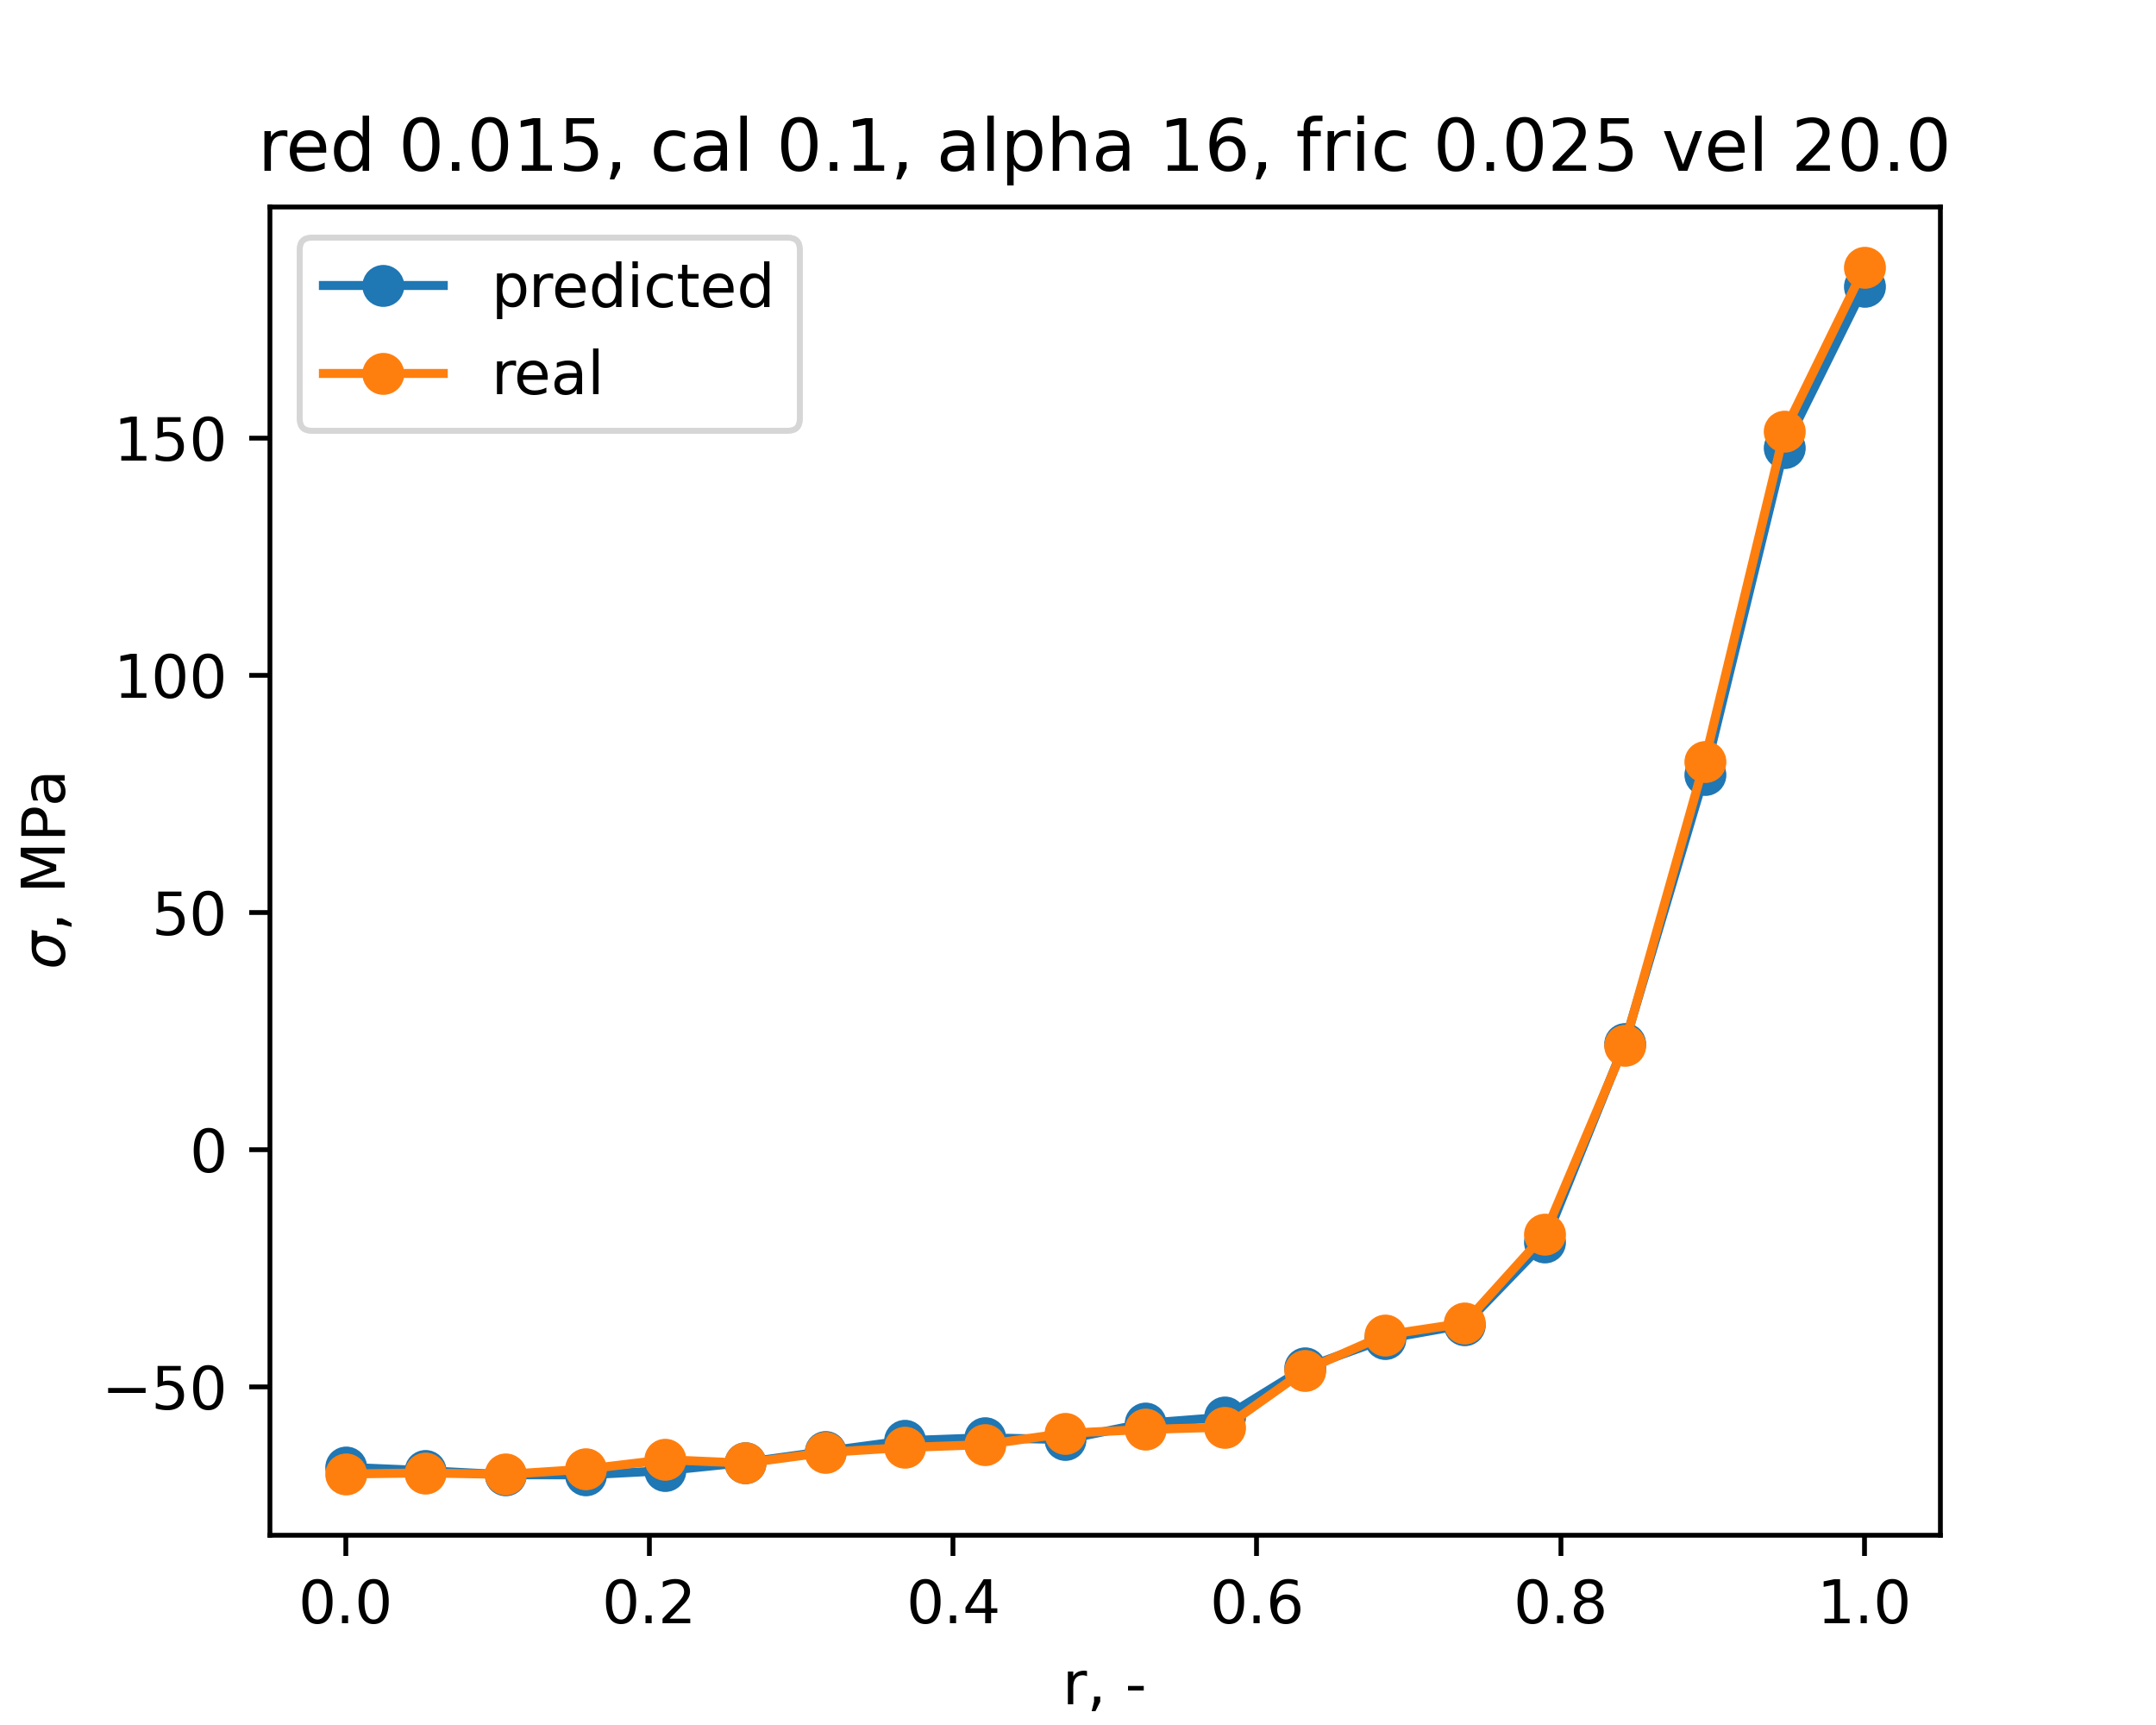 red 0.015, cal 0.1, alpha 16, fric 0.025 vel 20.0
predicted
real
150
100
50
0
−50
σ, MPa
0.0 0.2 0.4 0.6 0.8 1.0
r, -